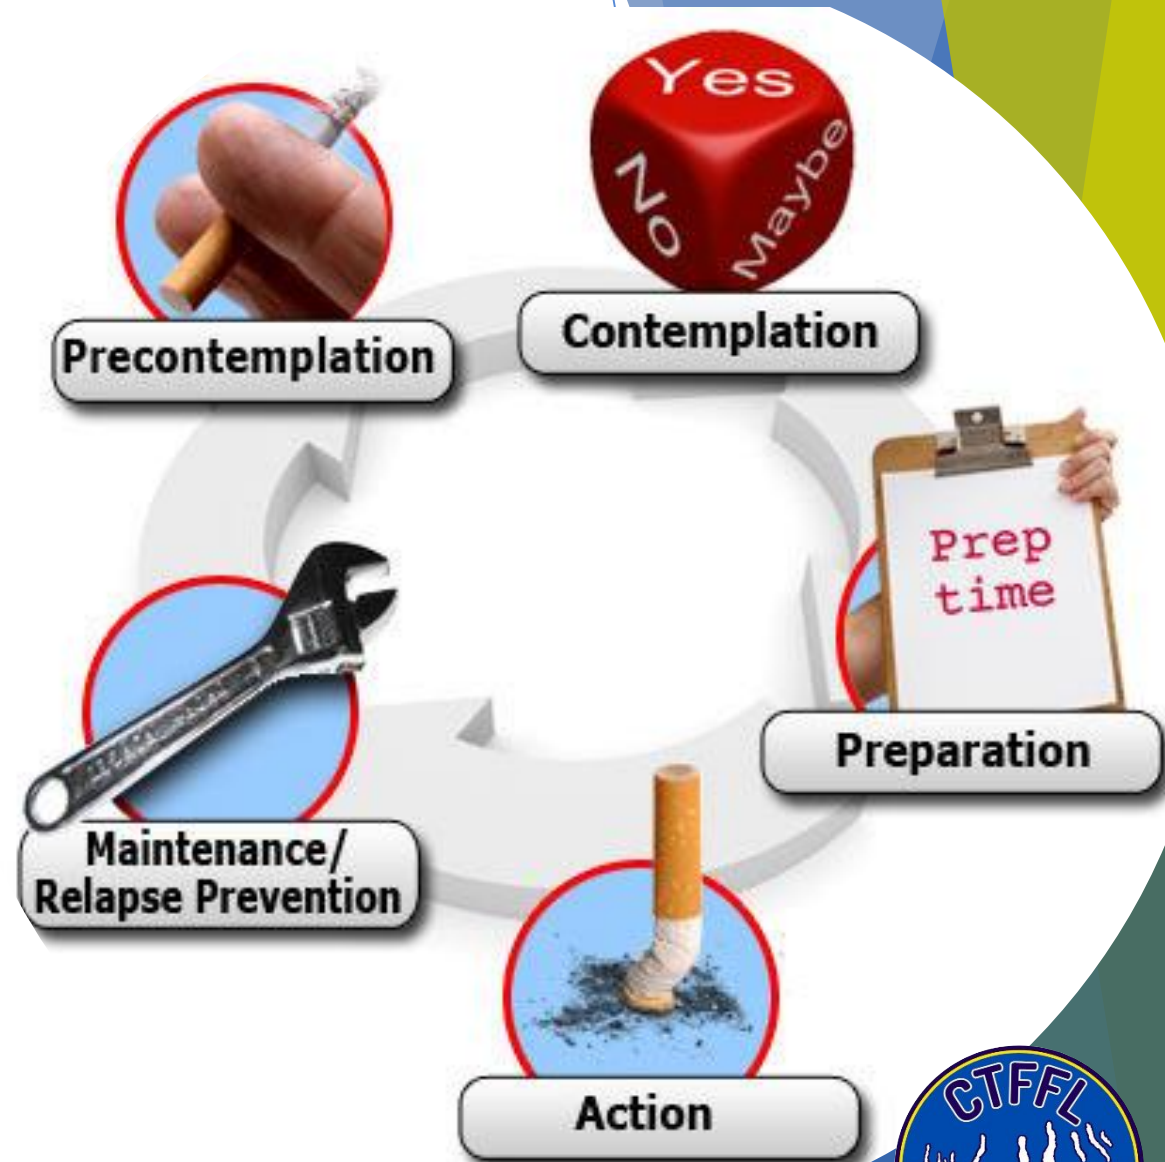 Yes
No
Maybe
Precontemplation
Contemplation
Prep
time
Preparation
Maintenance/
Relapse Prevention
Action
CTFFL